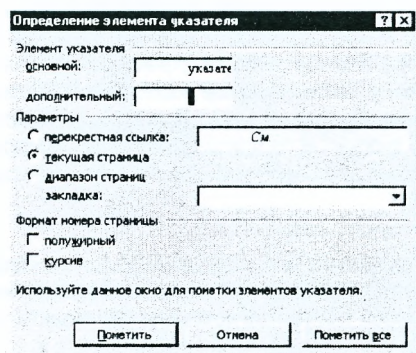 Определение элемента указателя
Элемент указателя
основной: указате
дополнительный:
Параметры
перекрестная ссылка: См.
текущая страница
диапазон страниц
закладка:
Формат номера страницы
полужирный
курсив
Используйте данное окно для пометки элементов указателя.
Пометить Отмена Пометить все